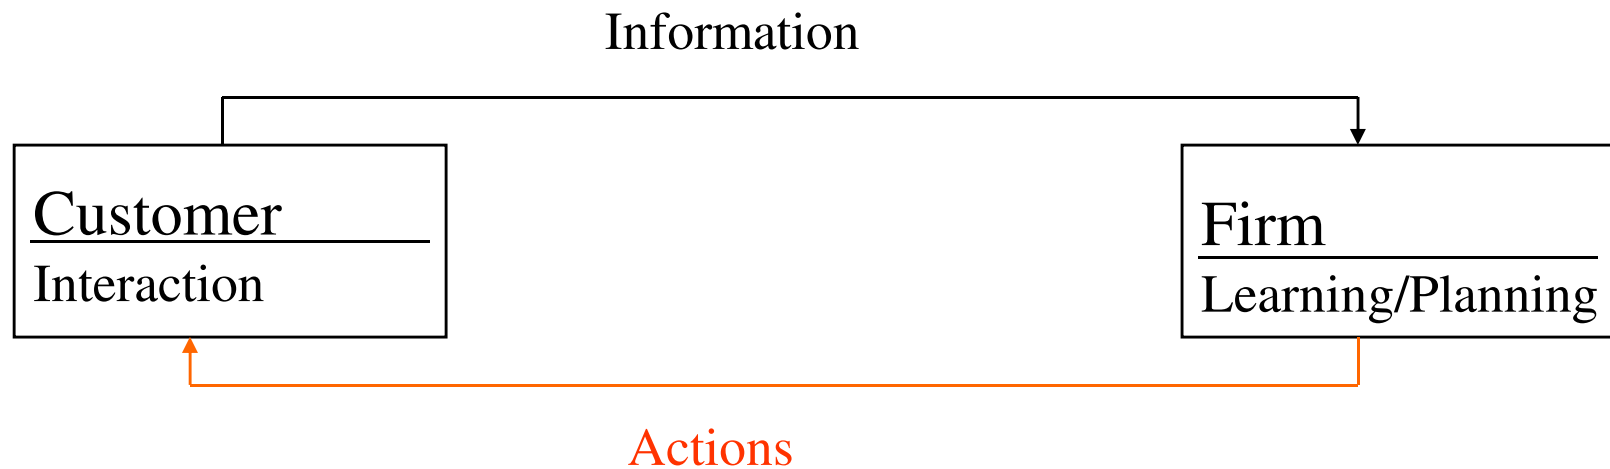 Information
Customer
Interaction
Firm
Learning/Planning
Actions